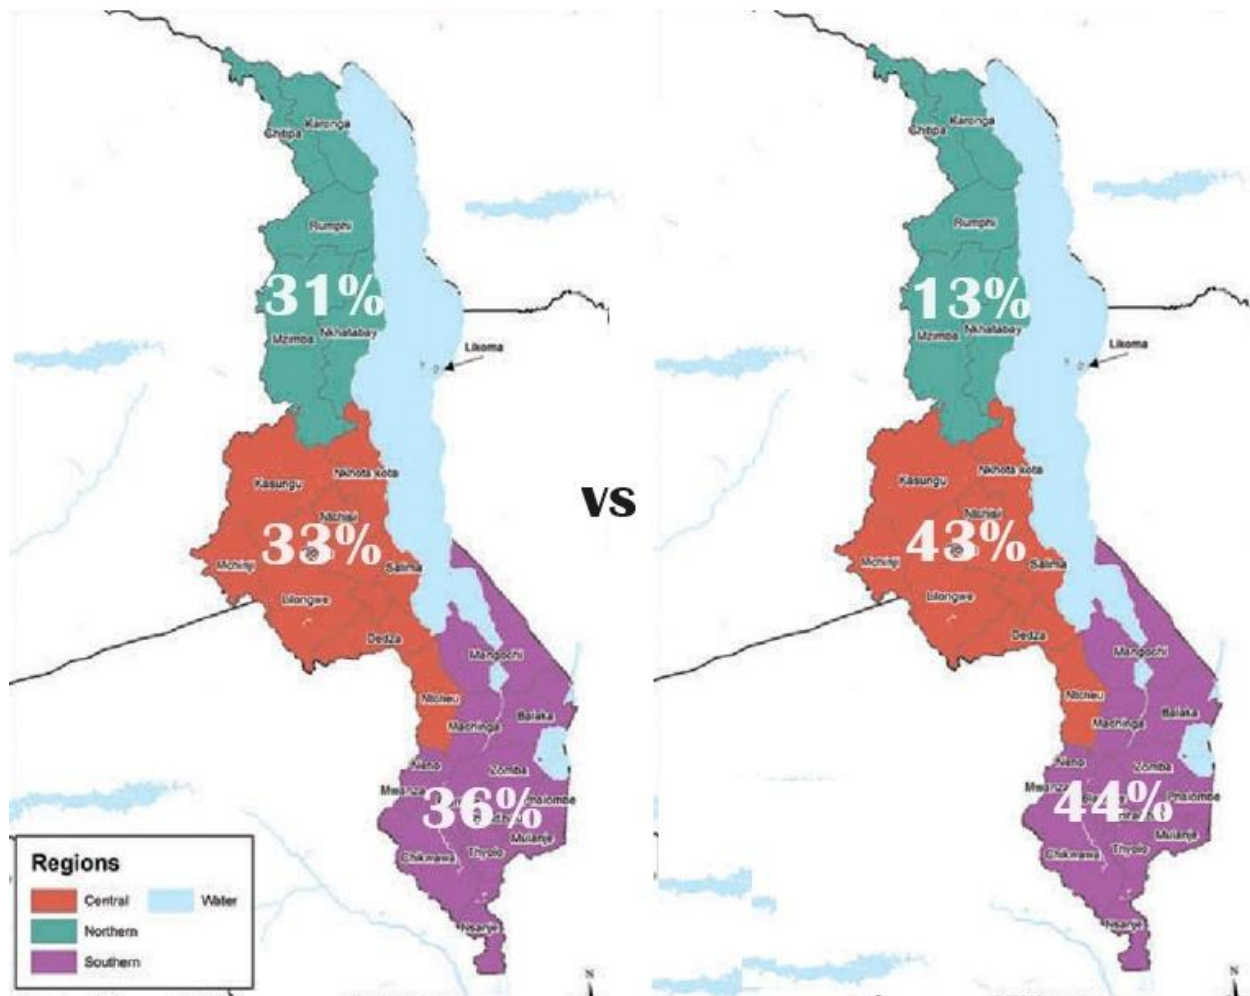 Chitipa
Karonga
Rumphi
31%
Mzimba
Nkhatabay
Likoma
Kasungu
Nkhota kota
Ntchisi
33%
Mchinji
Salima
Lilongwe
Dedza
Mangochi
Ntcheu
Machinga
Balaka
Zomba
Mwanza
36%
Phalombe
Mulanje
Thyolo
Chikwawa
Nsanje
Regions
Central
Water
Northern
Southern
N
vs
Chitipa
Karonga
Rumphi
13%
Mzimba
Nkhatabay
Likoma
Kasungu
Nkhota kota
Ntchisi
43%
Mchinji
Salima
Lilongwe
Dedza
Mangochi
Ntcheu
Machinga
Balaka
Zomba
Mwanza
44%
Phalombe
Mulanje
Thyolo
Chikwawa
Nsanje
N